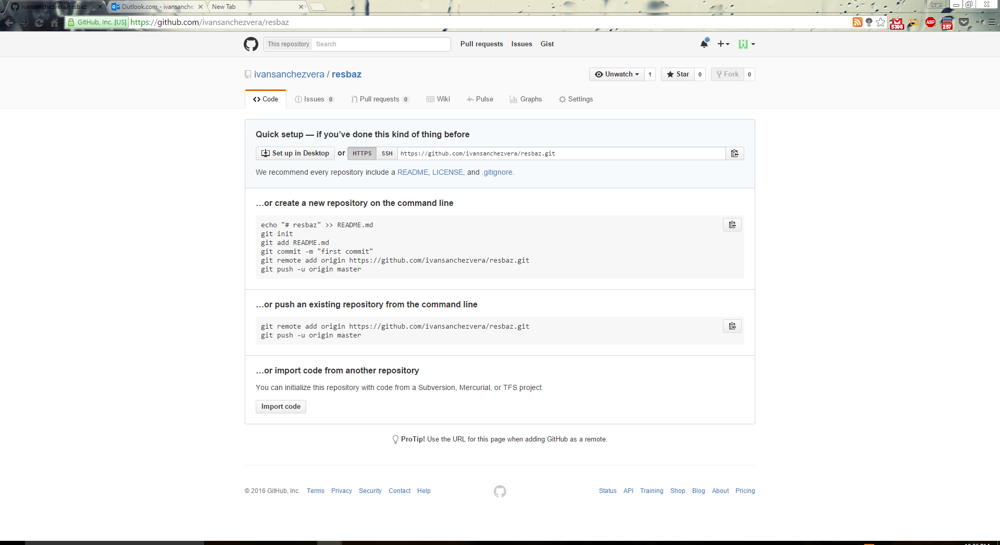 ivansanchezvera/resbaz
Outlook.com - ivansanche
New Tab
Ivan
GitHub, Inc. [US] https://github.com/ivansanchezvera/resbaz
5398
ABP
257
This repository Search
Pull requests Issues Gist
ivansanchezvera / resbaz
Unwatch 1 Star 0 Fork 0
Code Issues 0 Pull requests 0 Wiki Pulse Graphs Settings
Quick setup — if you’ve done this kind of thing before
Set up in Desktop or HTTPS SSH https://github.com/ivansanchezvera/resbaz.git
We recommend every repository include a README, LICENSE, and .gitignore.
…or create a new repository on the command line
echo "# resbaz" >> README.md
git init
git add README.md
git commit -m "first commit"
git remote add origin https://github.com/ivansanchezvera/resbaz.git
git push -u origin master
…or push an existing repository from the command line
git remote add origin https://github.com/ivansanchezvera/resbaz.git
git push -u origin master
…or import code from another repository
You can initialize this repository with code from a Subversion, Mercurial, or TFS project.
Import code
ProTip! Use the URL for this page when adding GitHub as a remote.
© 2016 GitHub, Inc. Terms Privacy Security Contact Help
Status API Training Shop Blog About Pricing